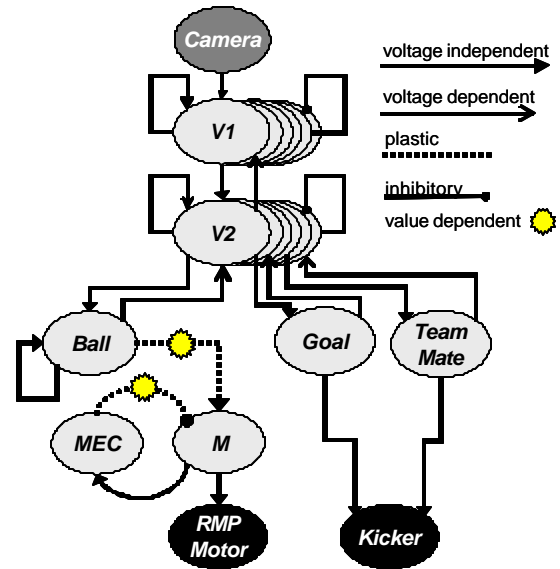 Camera
voltage independent
voltage dependent
V1
plastic
inhibitory
value dependent
V2
Ball
Goal
Team
Mate
MEC
M
RMP
Motor
Kicker